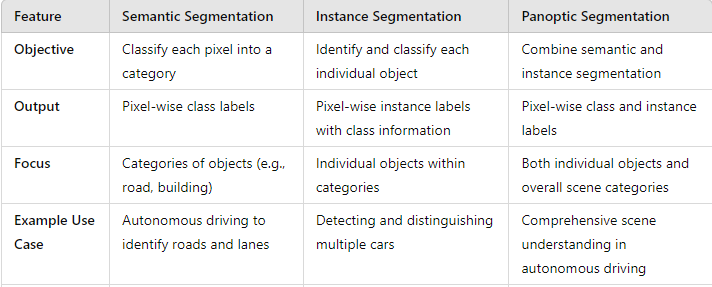 Feature Semantic Segmentation Instance Segmentation Panoptic Segmentation
Objective Classify each pixel into a Identify and classify each Combine semantic and
category individual object instance segmentation
Output Pixel-wise class labels Pixel-wise instance labels Pixel-wise class and instance
with class information labels
Focus Categories of objects (e.g., Individual objects within Both individual objects and
road, building) categories overall scene categories
Example Use Autonomous driving to Detecting and distinguishing Comprehensive scene
Case identify roads and lanes multiple cars understanding in
autonomous driving